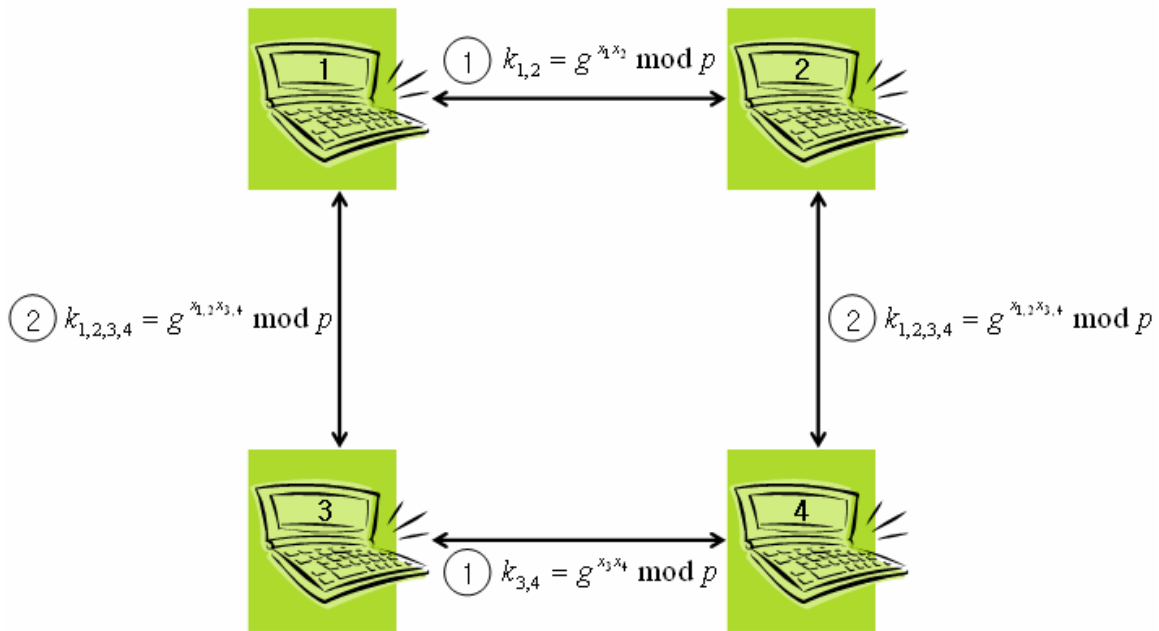 1
① k₁,₂ = g^{x₁x₂} mod p
2
② k₁,₂,₃,₄ = g^{x₁,₂x₃,₄} mod p
② k₁,₂,₃,₄ = g^{x₁,₂x₃,₄} mod p
3
① k₃,₄ = g^{x₃x₄} mod p
4